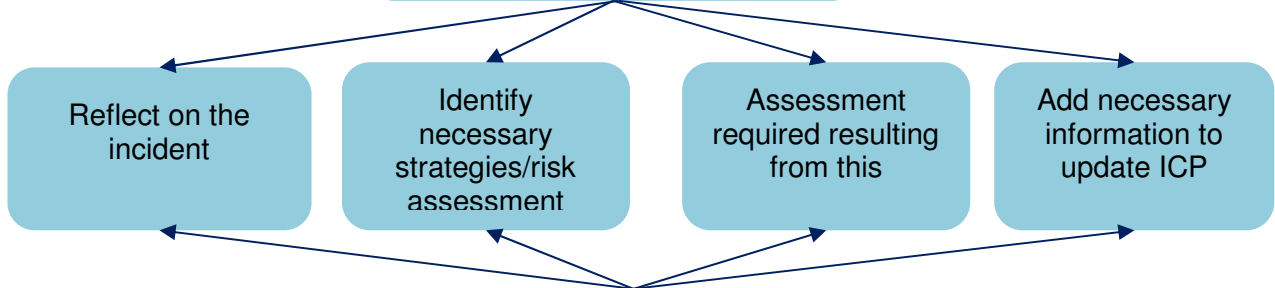 Reflect on the
incident
Identify
necessary
strategies/risk
assessment
Assessment
required resulting
from this
Add necessary
information to
update ICP